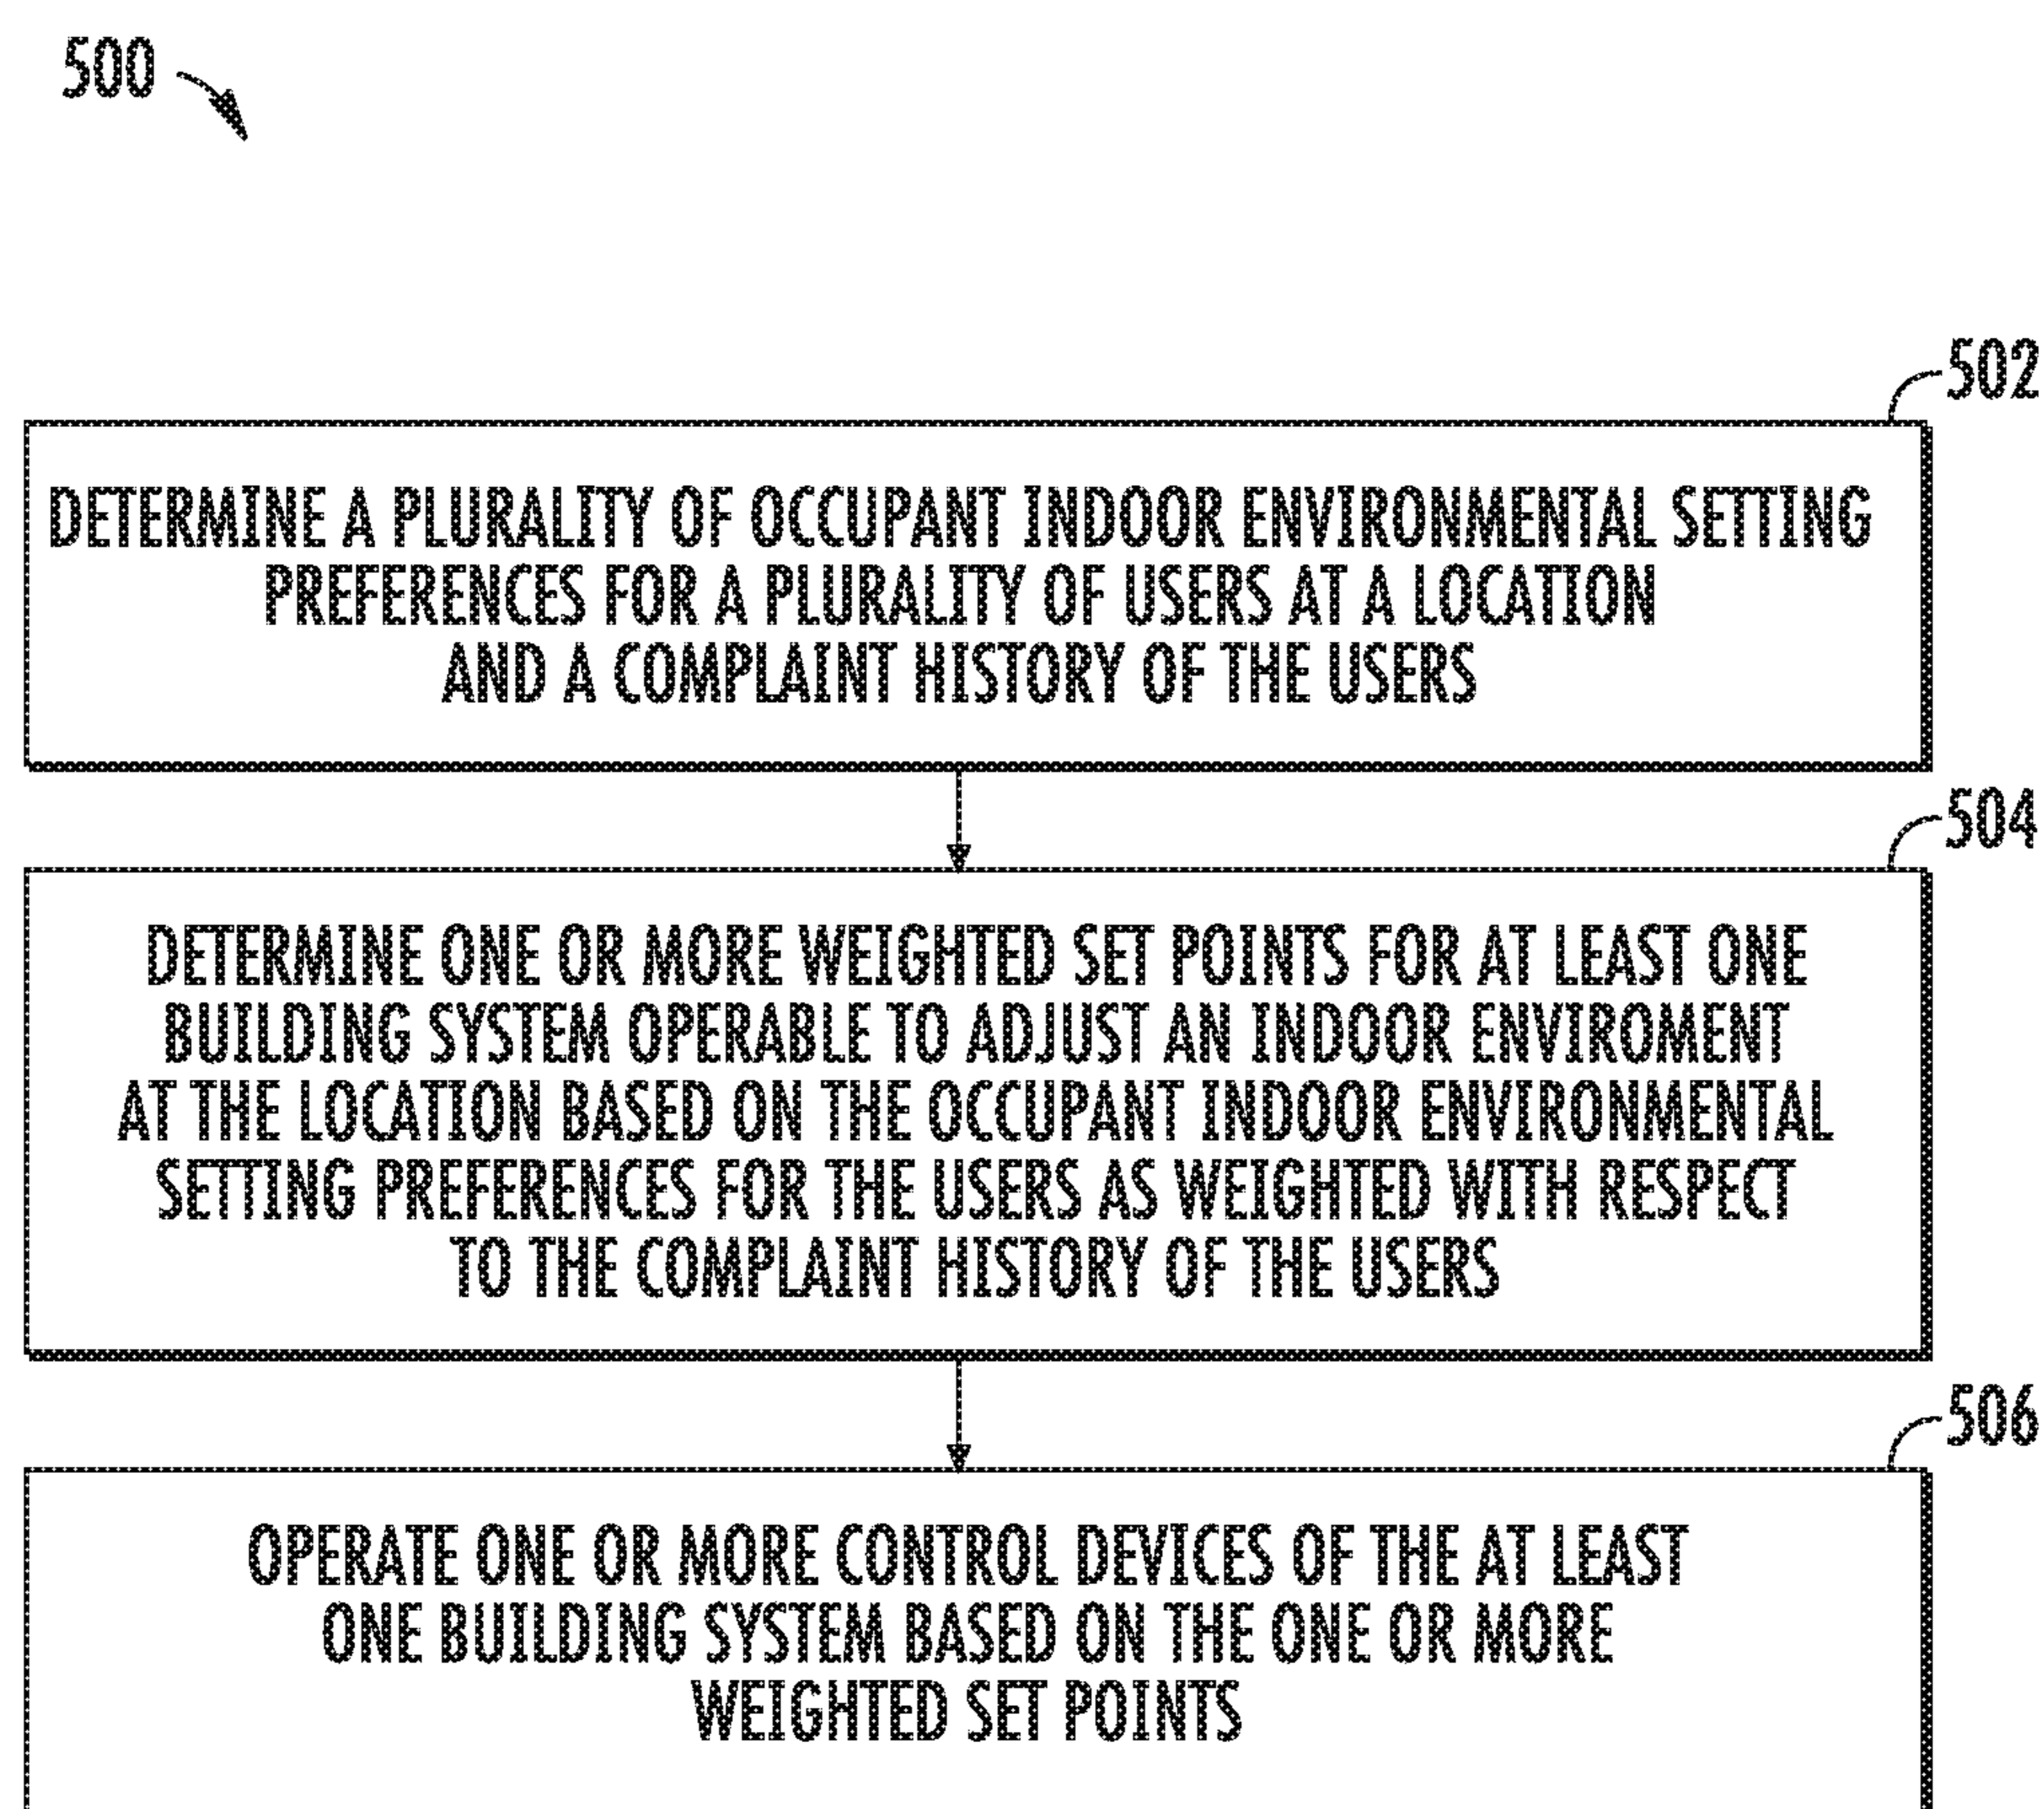 500
502
DETERMINE A PLURALITY OF OCCUPANT INDOOR ENVIRONMENTAL SETTING
PREFERENCES FOR A PLURALITY OF USERS AT A LOCATION
AND A COMPLAINT HISTORY OF THE USERS
504
DETERMINE ONE OR MORE WEIGHTED SET POINTS FOR AT LEAST ONE
BUILDING SYSTEM OPERABLE TO ADJUST AN INDOOR ENVIROMENT
AT THE LOCATION BASED ON THE OCCUPANT INDOOR ENVIRONMENTAL
SETTING PREFERENCES FOR THE USERS AS WEIGHTED WITH RESPECT
TO THE COMPLAINT HISTORY OF THE USERS
506
OPERATE ONE OR MORE CONTROL DEVICES OF THE AT LEAST
ONE BUILDING SYSTEM BASED ON THE ONE OR MORE
WEIGHTED SET POINTS